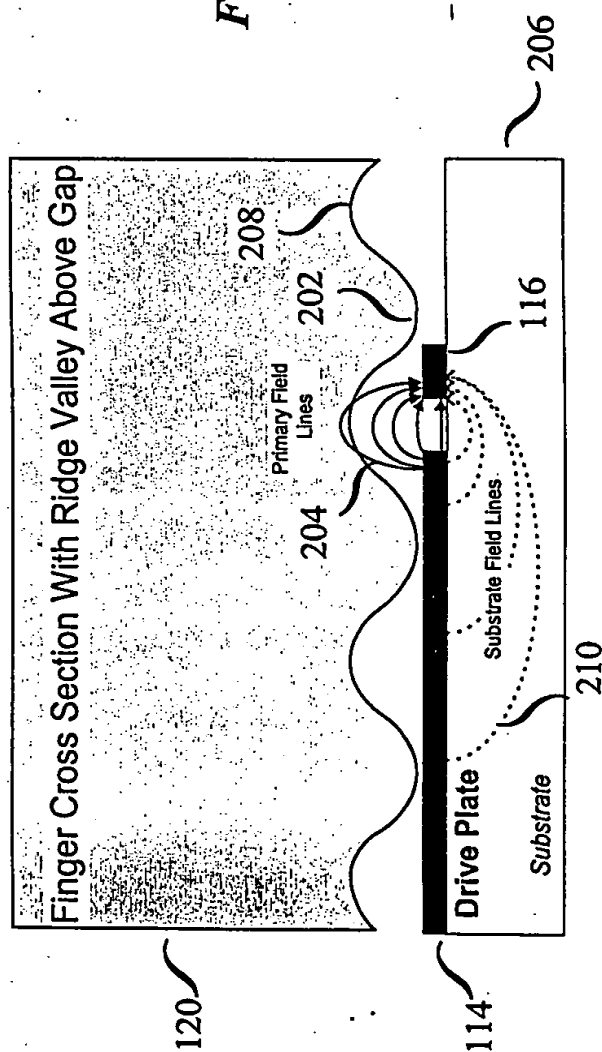 F
Finger Cross Section With Ridge Valley Above Gap
120
208
202
Primary Field
Lines
204
116
206
114
Drive Plate
Substrate Field Lines
Substrate
210